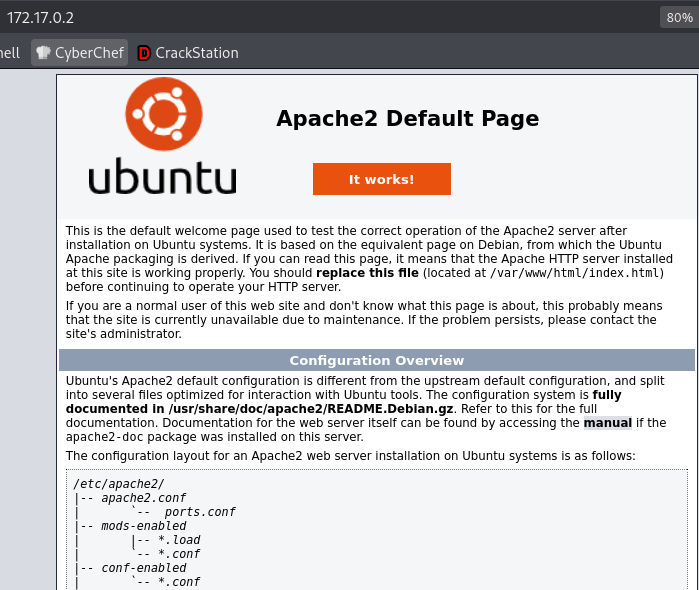 172.17.0.2
80%
ell
CyberChef
CrackStation
ubuntu
Apache2 Default Page
It works!
This is the default welcome page used to test the correct operation of the Apache2 server after
installation on Ubuntu systems. It is based on the equivalent page on Debian, from which the Ubuntu
Apache packaging is derived. If you can read this page, it means that the Apache HTTP server installed
at this site is working properly. You should replace this file (located at /var/www/html/index.html)
before continuing to operate your HTTP server.
If you are a normal user of this web site and don't know what this page is about, this probably means
that the site is currently unavailable due to maintenance. If the problem persists, please contact the
site's administrator.
Configuration Overview
Ubuntu's Apache2 default configuration is different from the upstream default configuration, and split
into several files optimized for interaction with Ubuntu tools. The configuration system is fully
documented in /usr/share/doc/apache2/README.Debian.gz. Refer to this for the full
documentation. Documentation for the web server itself can be found by accessing the manual if the
apache2-doc package was installed on this server.
The configuration layout for an Apache2 web server installation on Ubuntu systems is as follows:
/etc/apache2/
|-- apache2.conf
|       `--  ports.conf
|-- mods-enabled
|       |-- *.load
|       `-- *.conf
|-- conf-enabled
|       `-- *.conf